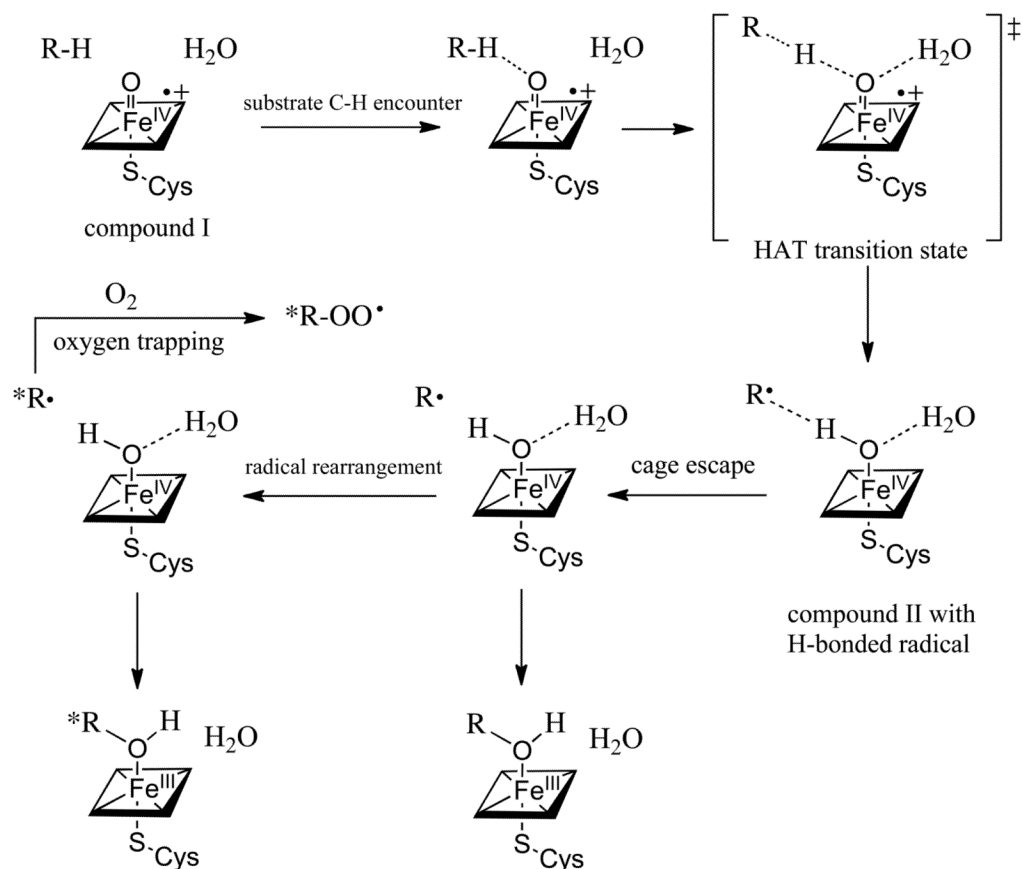 R-H H₂O
O
•+
Fe^IV
S
Cys
compound I
substrate C-H encounter
R-H H₂O
O
•+
Fe^IV
S
Cys
‡
R
H H₂O
O
•+
Fe^IV
S
Cys
HAT transition state
O₂
oxygen trapping
*R-OO•
*R•
H H₂O
O
Fe^IV
S
Cys
radical rearrangement
R•
H H₂O
O
Fe^IV
S
Cys
cage escape
R•
H H₂O
O
Fe^IV
S
Cys
compound II with
H-bonded radical
*R H
O H₂O
Fe^III
S
Cys
R H
O H₂O
Fe^III
S
Cys